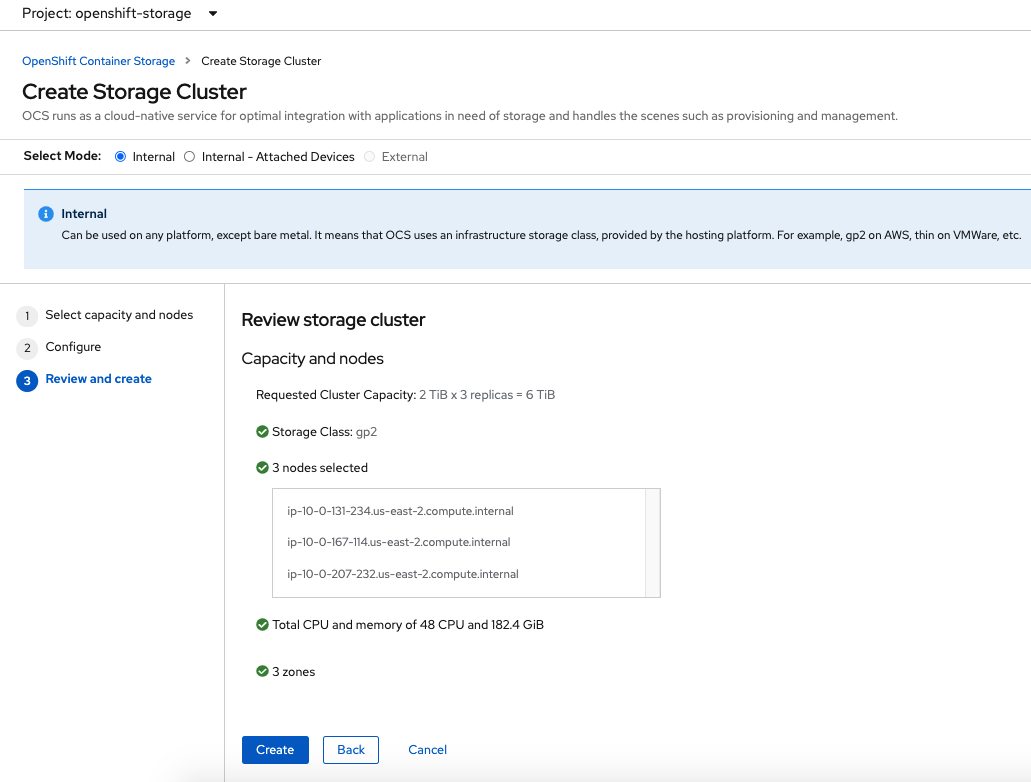 Project: openshift-storage
OpenShift Container Storage > Create Storage Cluster
Create Storage Cluster
OCS runs as a cloud-native service for optimal integration with applications in need of storage and handles the scenes such as provisioning and management.
Select Mode: Internal Internal - Attached Devices External
Internal
Can be used on any platform, except bare metal. It means that OCS uses an infrastructure storage class, provided by the hosting platform. For example, gp2 on AWS, thin on VMWare, etc.
1 Select capacity and nodes
2 Configure
3 Review and create
Review storage cluster
Capacity and nodes
Requested Cluster Capacity: 2 TiB x 3 replicas = 6 TiB
Storage Class: gp2
3 nodes selected
ip-10-0-131-234.us-east-2.compute.internal
ip-10-0-167-114.us-east-2.compute.internal
ip-10-0-207-232.us-east-2.compute.internal
Total CPU and memory of 48 CPU and 182.4 GiB
3 zones
Create Back Cancel